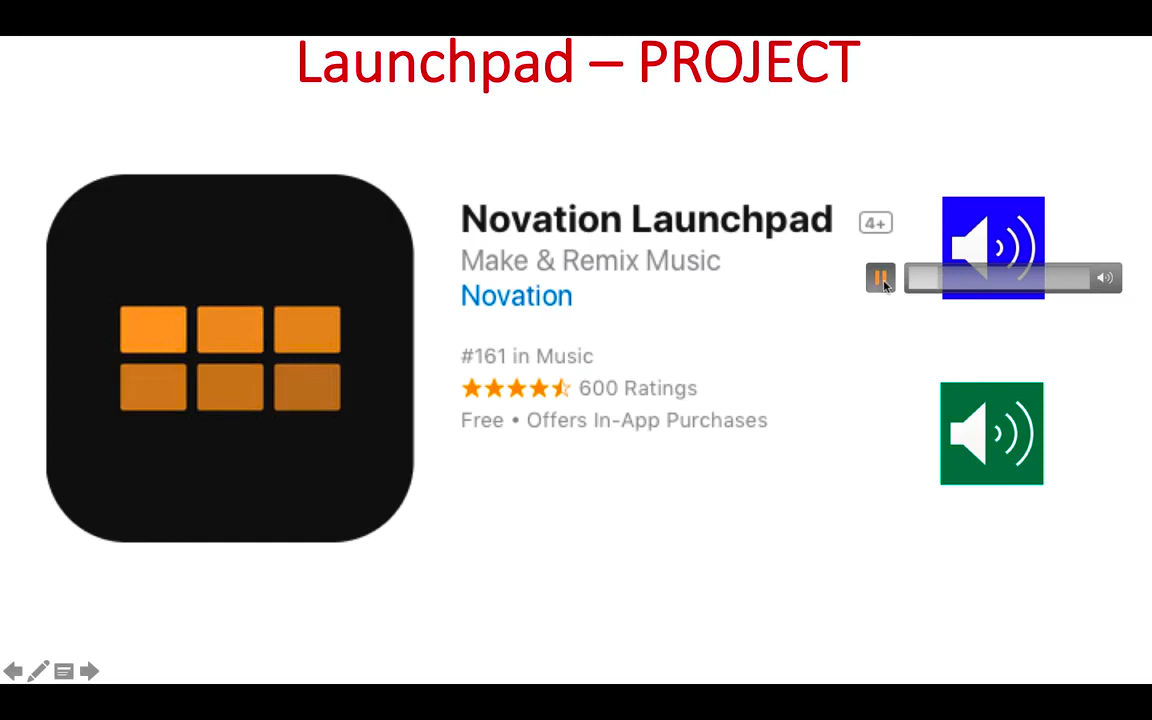 Launchpad – PROJECT
Novation Launchpad 4+
Make & Remix Music
Novation
#161 in Music
600 Ratings
Free • Offers In-App Purchases